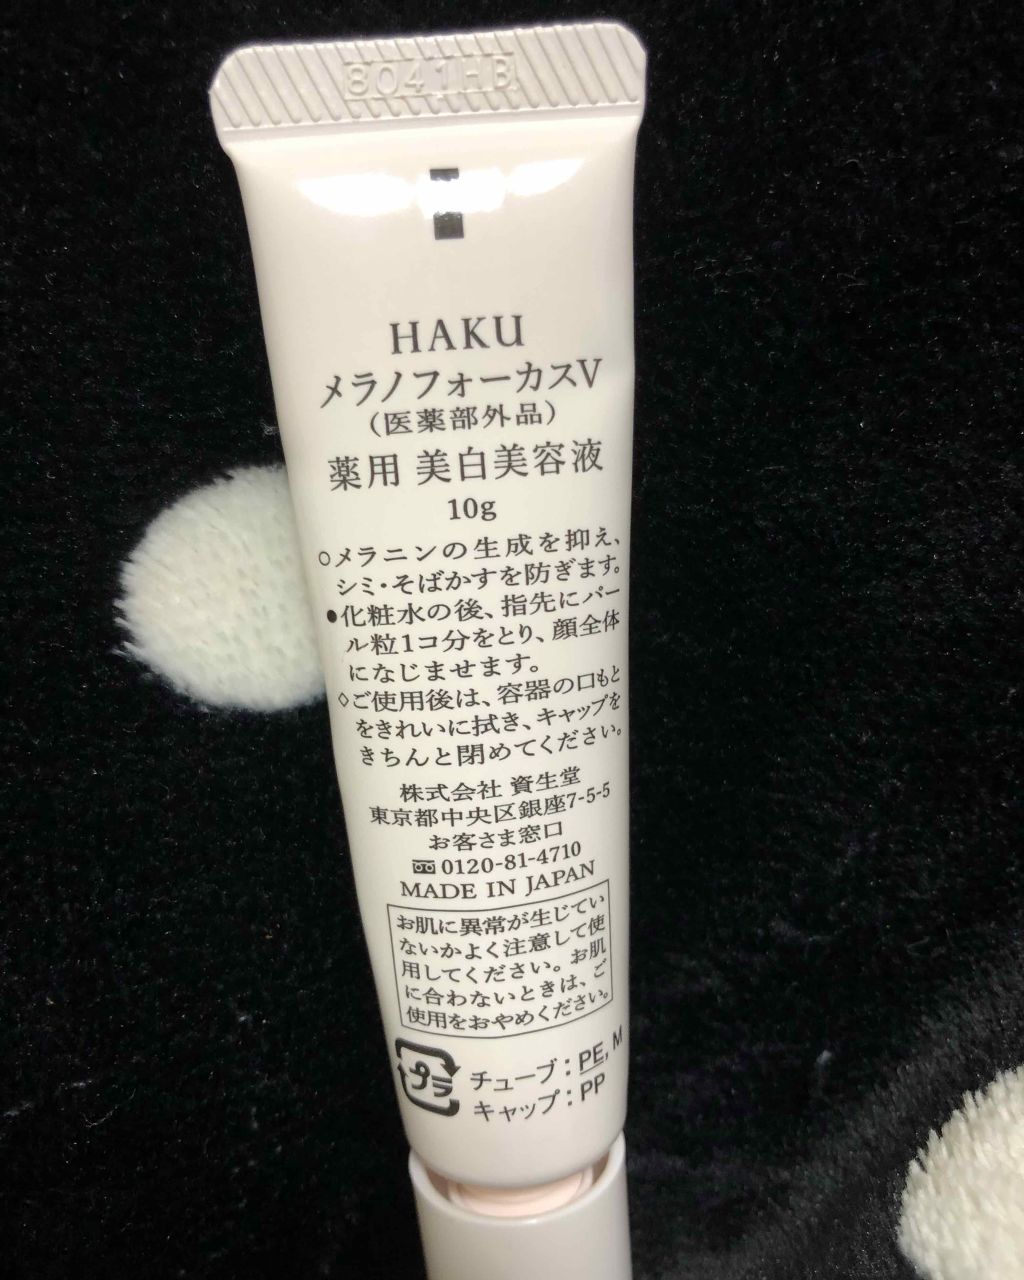 8041HB
HAKU
メラノフォーカスV
（医薬部外品）
薬用 美白美容液
10g
○メラニンの生成を抑え、
シミ・そばかすを防ぎます。
●化粧水の後、指先にパー
ル粒1コ分をとり、顔全体
になじませます。
◇ご使用後は、容器の口もと
をきれいに拭き、キャップを
きちんと閉めてください。
株式会社 資生堂
東京都中央区銀座7-5-5
お客さま窓口
0120-81-4710
MADE IN JAPAN
お肌に異常が生じてい
ないかよく注意して使
用してください。お肌
に合わないときは、ご
使用をおやめください。
プラ
チューブ：PE, M
キャップ：PP